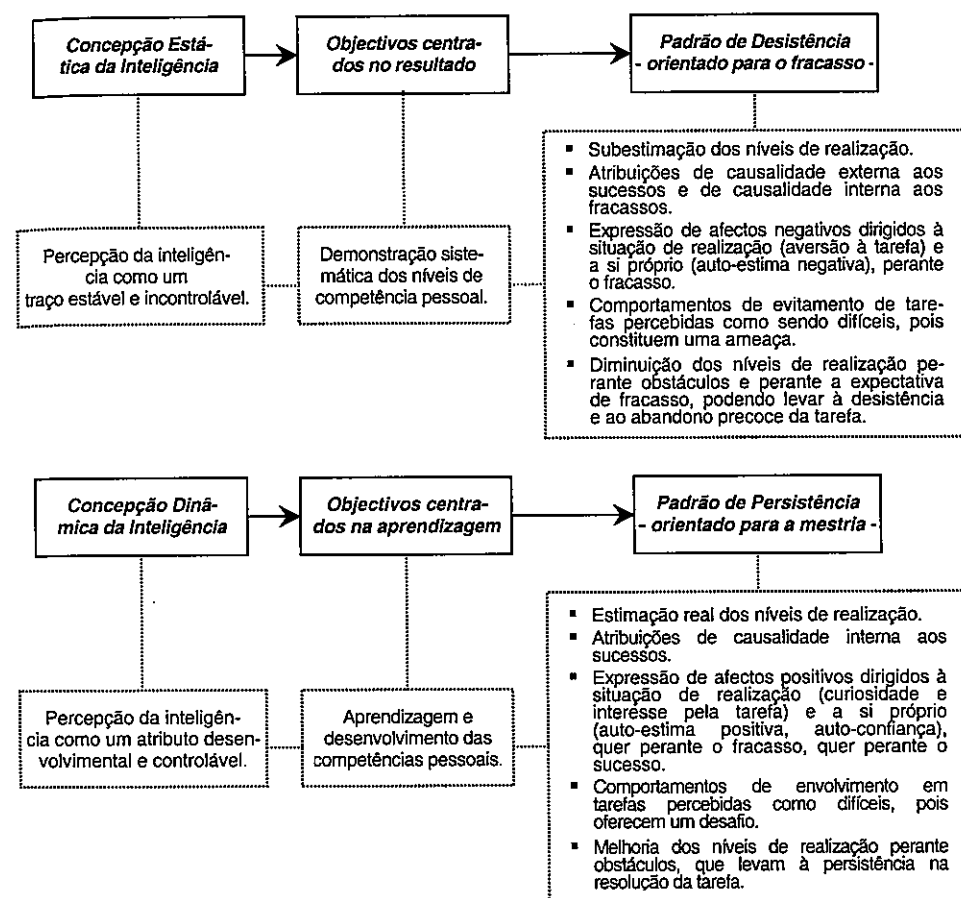 Concepção Está-
tica da Inteligência
Objectivos centra-
dos no resultado
Padrão de Desistência
- orientado para o fracasso -
Percepção da inteligên-
cia como um
traço estável e incontrolável.
Demonstração siste-
mática dos níveis de
competência pessoal.
▪ Subestimação dos níveis de realização.
▪ Atribuições de causalidade externa aos
sucessos e de causalidade interna aos
fracassos.
▪ Expressão de afectos negativos dirigidos à
situação de realização (aversão à tarefa) e
a si próprio (auto-estima negativa), perante
o fracasso.
▪ Comportamentos de evitamento de tare-
fas percebidas como sendo difíceis, pois
constituem uma ameaça.
▪ Diminuição dos níveis de realização pe-
rante obstáculos e perante a expectativa
de fracasso, podendo levar à desistência
e ao abandono precoce da tarefa.
Concepção Dinâ-
mica da Inteligência
Objectivos centra-
dos na aprendizagem
Padrão de Persistência
- orientado para a mestria -
Percepção da inteligên-
cia como um atributo desen-
volvimental e controlável.
Aprendizagem e
desenvolvimento das
competências pessoais.
▪ Estimação real dos níveis de realização.
▪ Atribuições de causalidade interna aos
sucessos.
▪ Expressão de afectos positivos dirigidos à
situação de realização (curiosidade e
interesse pela tarefa) e a si próprio
(auto-estima positiva, auto-confiança),
quer perante o fracasso, quer perante o
sucesso.
▪ Comportamentos de envolvimento em
tarefas percebidas como difíceis, pois
oferecem um desafio.
▪ Melhoria dos níveis de realização perante
obstáculos, que levam à persistência na
resolução da tarefa.